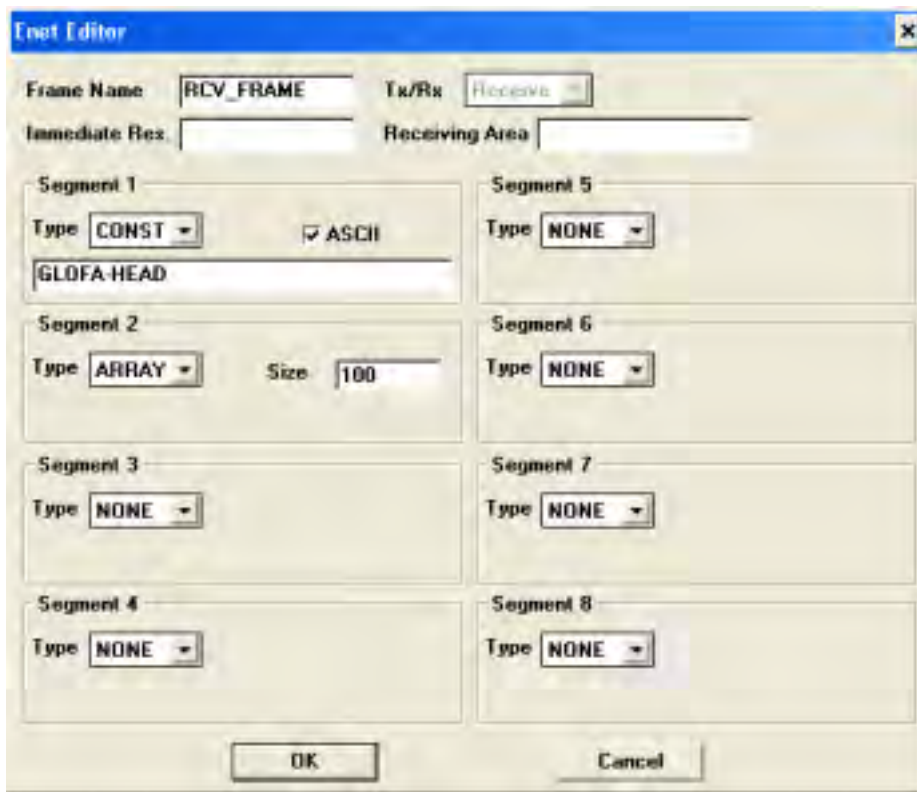 Enet Editor
Frame Name RCV_FRAME Tx/Rx Receive
Immediate Res. Receiving Area
Segment 1
Type CONST ASCII
GLOFA-HEAD
Segment 2
Type ARRAY Size 100
Segment 3
Type NONE
Segment 4
Type NONE
Segment 5
Type NONE
Segment 6
Type NONE
Segment 7
Type NONE
Segment 8
Type NONE
OK Cancel